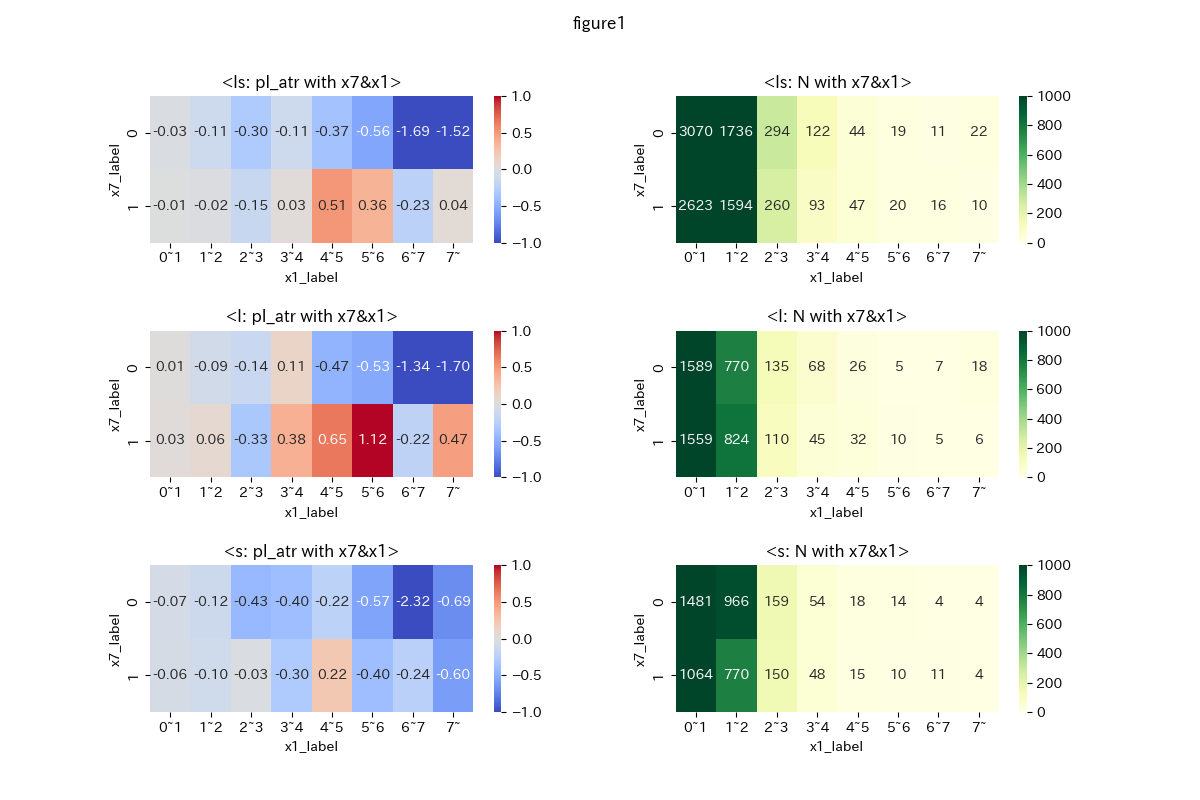 figure1
<ls: pl_atr with x7&x1>
x7_label
0 -0.03 -0.11 -0.30 -0.11 -0.37 -0.56 -1.69 -1.52
1 -0.01 -0.02 -0.15 0.03 0.51 0.36 -0.23 0.04
0~1 1~2 2~3 3~4 4~5 5~6 6~7 7~
x1_label
1.0
0.5
0.0
−0.5
−1.0
<ls: N with x7&x1>
x7_label
0 3070 1736 294 122 44 19 11 22
1 2623 1594 260 93 47 20 16 10
0~1 1~2 2~3 3~4 4~5 5~6 6~7 7~
x1_label
1000
800
600
400
200
0
<l: pl_atr with x7&x1>
x7_label
0 0.01 -0.09 -0.14 0.11 -0.47 -0.53 -1.34 -1.70
1 0.03 0.06 -0.33 0.38 0.65 1.12 -0.22 0.47
0~1 1~2 2~3 3~4 4~5 5~6 6~7 7~
x1_label
1.0
0.5
0.0
−0.5
−1.0
<l: N with x7&x1>
x7_label
0 1589 770 135 68 26 5 7 18
1 1559 824 110 45 32 10 5 6
0~1 1~2 2~3 3~4 4~5 5~6 6~7 7~
x1_label
1000
800
600
400
200
0
<s: pl_atr with x7&x1>
x7_label
0 -0.07 -0.12 -0.43 -0.40 -0.22 -0.57 -2.32 -0.69
1 -0.06 -0.10 -0.03 -0.30 0.22 -0.40 -0.24 -0.60
0~1 1~2 2~3 3~4 4~5 5~6 6~7 7~
x1_label
1.0
0.5
0.0
−0.5
−1.0
<s: N with x7&x1>
x7_label
0 1481 966 159 54 18 14 4 4
1 1064 770 150 48 15 10 11 4
0~1 1~2 2~3 3~4 4~5 5~6 6~7 7~
x1_label
1000
800
600
400
200
0